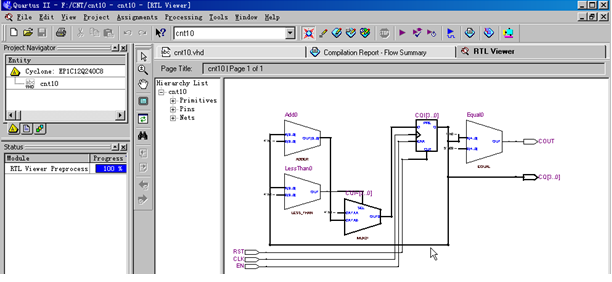 Quartus II - F:/CNT/cnt10 - cnt10 - [RTL Viewer]
File Edit View Project Assignments Processing Tools Window Help
cnt10
Project Navigator
Entity
Cyclone: EP1C12Q240C8
cnt10
Status
Module Progress
RTL Viewer Preprocess 100 %
cnt10.vhd Compilation Report - Flow Summary RTL Viewer
Page Title: cnt10 | Page 1 of 1
Hierarchy List
cnt10
Primitives
Pins
Nets
Add0
ADDER
LessThan0
LESS_THAN
MUX21
CQI[3..0]
Equal0
EQUAL
COUT
CQ[3..0]
RST
CLK
EN